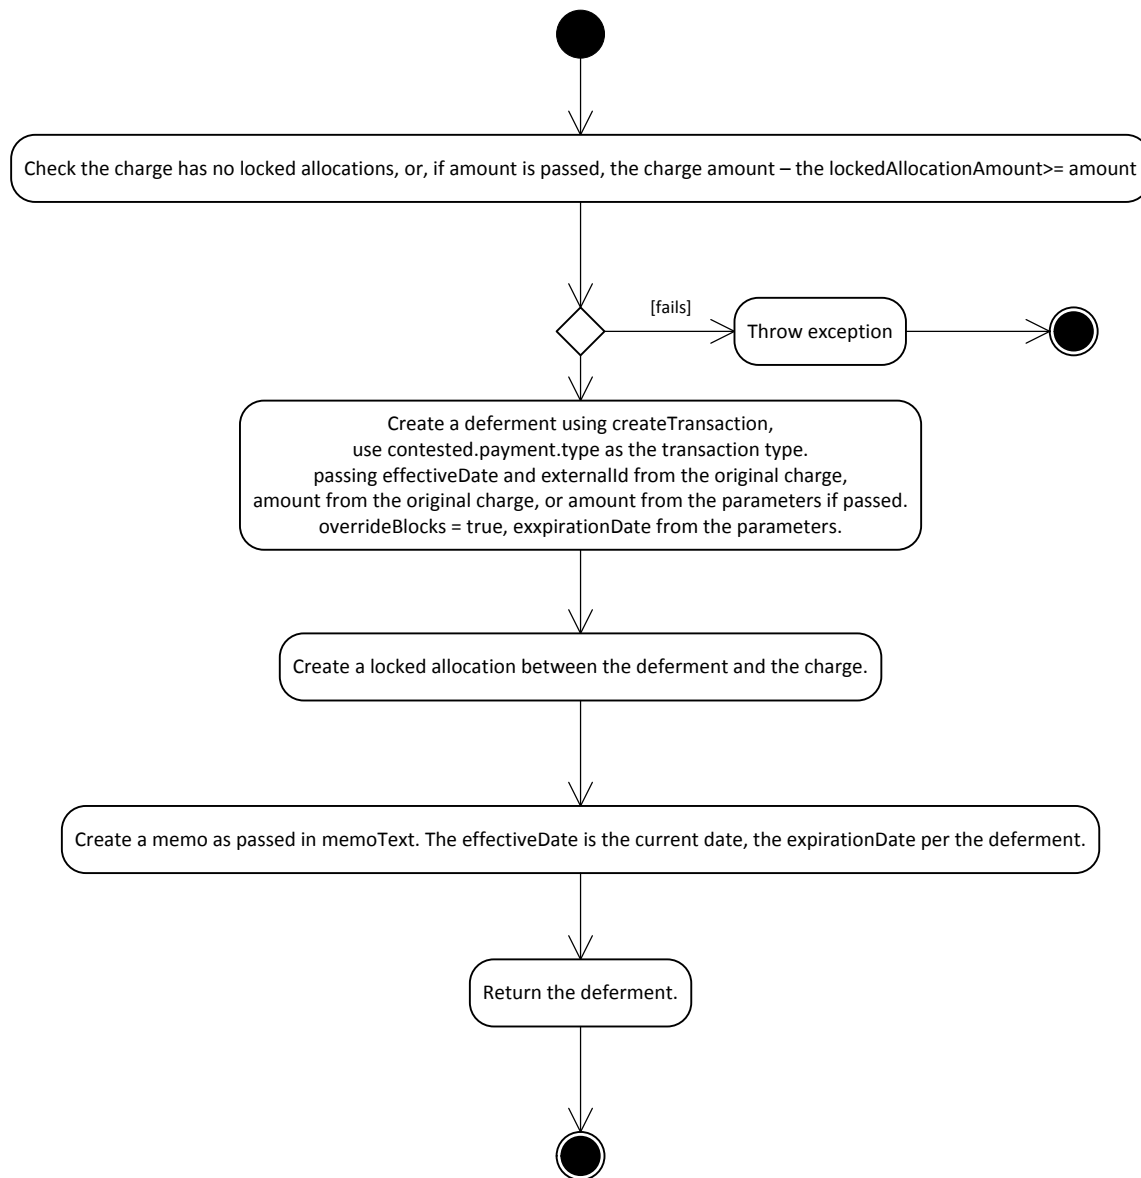 Check the charge has no locked allocations, or, if amount is passed, the charge amount – the lockedAllocationAmount>= amount
[fails]
Throw exception
Create a deferment using createTransaction,
use contested.payment.type as the transaction type.
passing effectiveDate and externalId from the original charge,
amount from the original charge, or amount from the parameters if passed.
overrideBlocks = true, exxpirationDate from the parameters.
Create a locked allocation between the deferment and the charge.
Create a memo as passed in memoText. The effectiveDate is the current date, the expirationDate per the deferment.
Return the deferment.